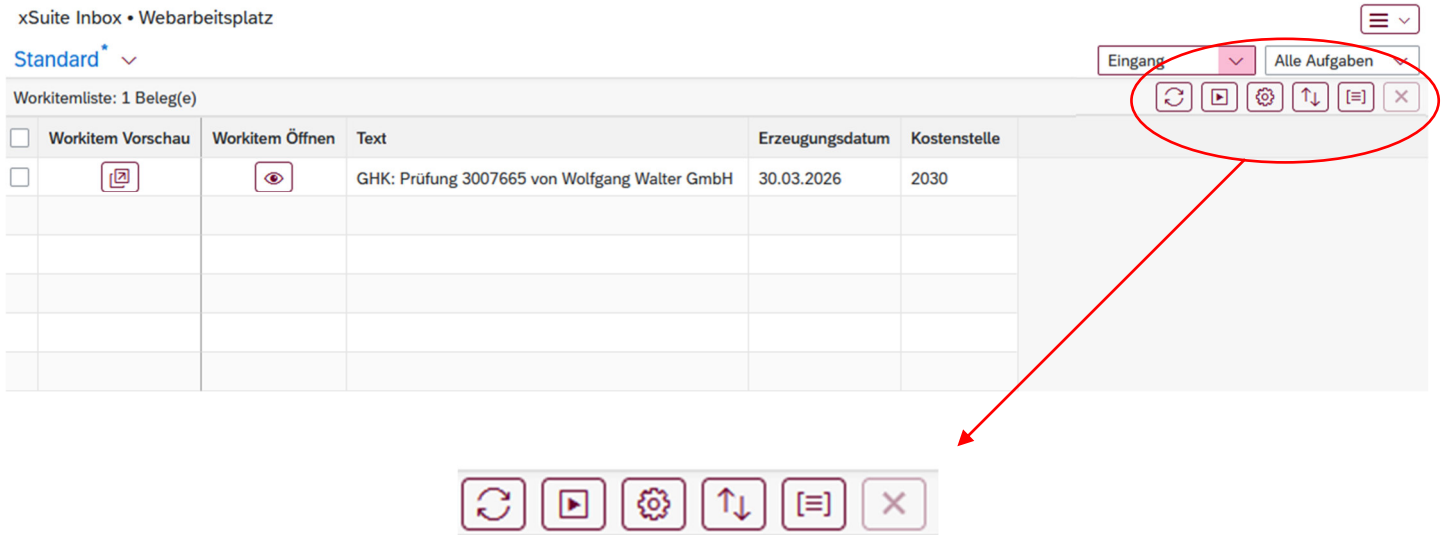 xSuite Inbox • Webarbeitsplatz
Standard*
Eingang Alle Aufgaben
Workitemliste: 1 Beleg(e)
Workitem Vorschau Workitem Öffnen Text Erzeugungsdatum Kostenstelle
GHK: Prüfung 3007665 von Wolfgang Walter GmbH 30.03.2026 2030